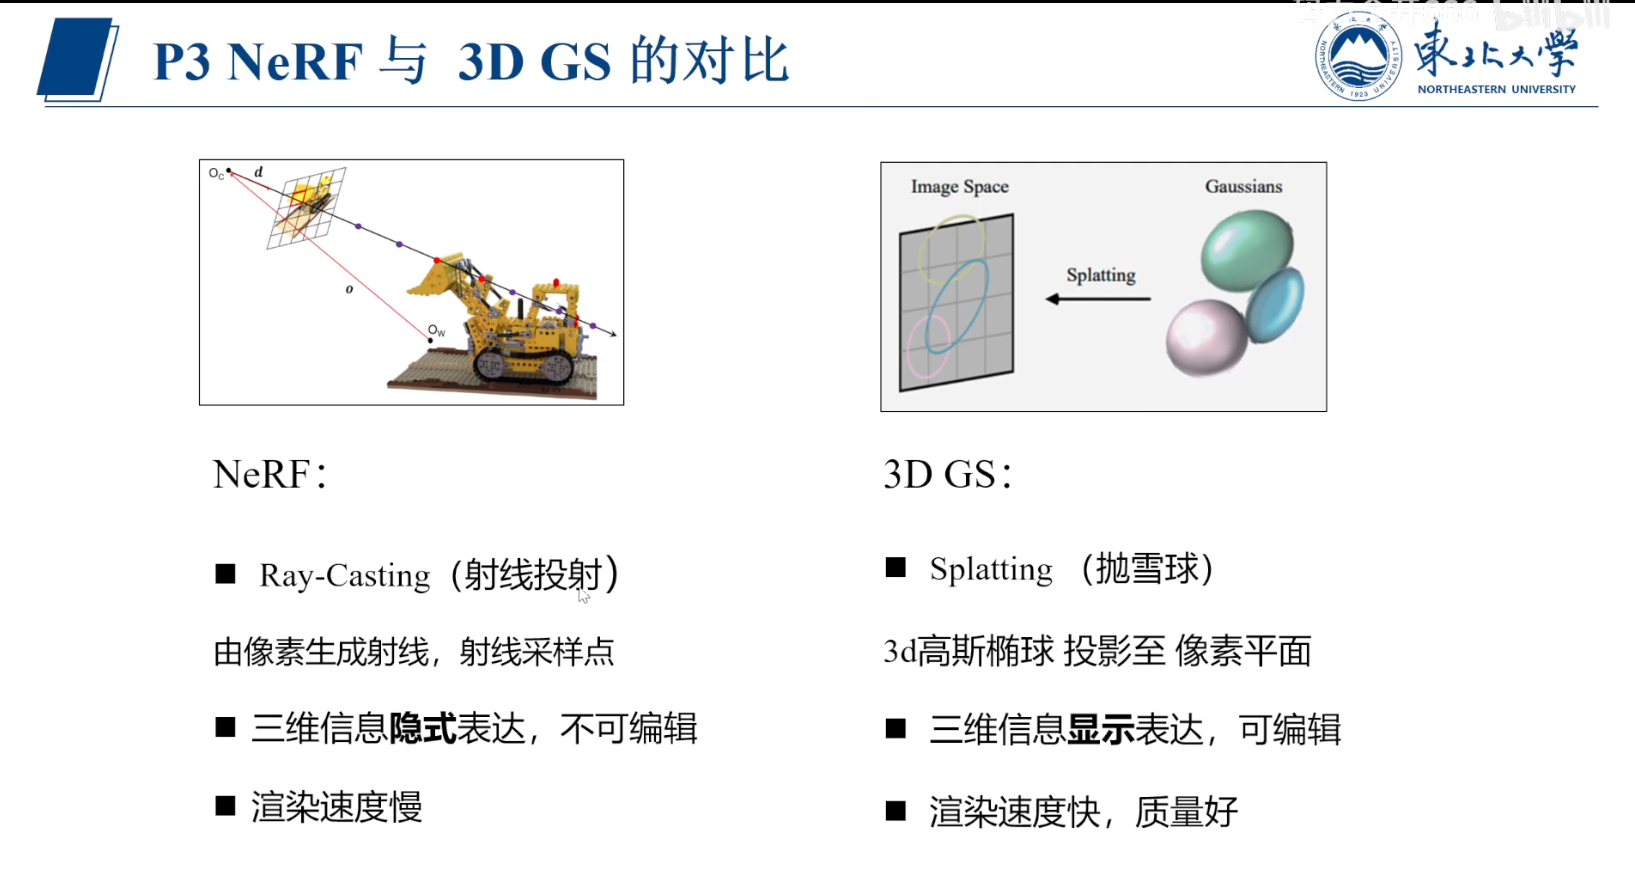 P3 NeRF 与 3D GS 的对比
東北大學
NORTHEASTERN UNIVERSITY
O_C d
o
O_W
Image Space
Gaussians
Splatting
NeRF：
■ Ray-Casting（射线投射）
由像素生成射线，射线采样点
■ 三维信息隐式表达，不可编辑
■ 渲染速度慢
3D GS：
■ Splatting （抛雪球）
3d高斯椭球 投影至 像素平面
■ 三维信息显示表达，可编辑
■ 渲染速度快，质量好